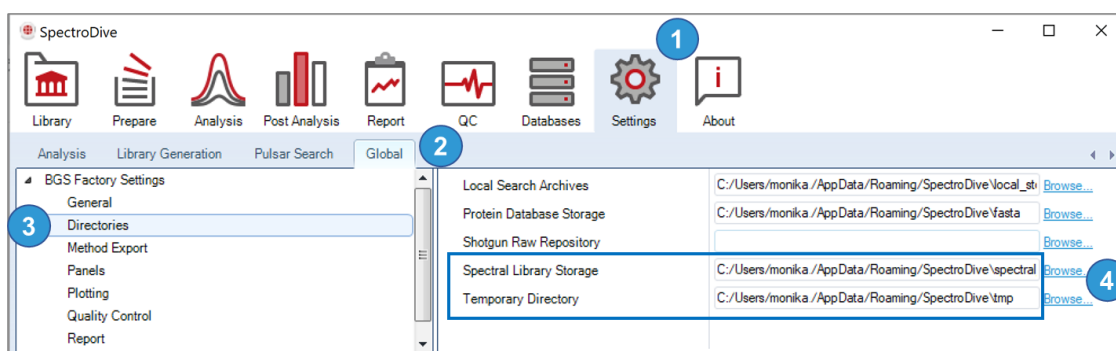 SpectroDive
1
Library Prepare Analysis Post Analysis Report QC Databases Settings About
Analysis Library Generation Pulsar Search Global 2
BGS Factory Settings
General
3 Directories
Method Export
Panels
Plotting
Quality Control
Report
Local Search Archives C:/Users/monika./AppData/Roaming/SpectroDive\local_st Browse...
Protein Database Storage C:/Users/monika./AppData/Roaming/SpectroDive\fasta Browse...
Shotgun Raw Repository Browse...
Spectral Library Storage C:/Users/monika./AppData/Roaming/SpectroDive\spectral Browse... 4
Temporary Directory C:/Users/monika./AppData/Roaming/SpectroDive\tmp Browse...